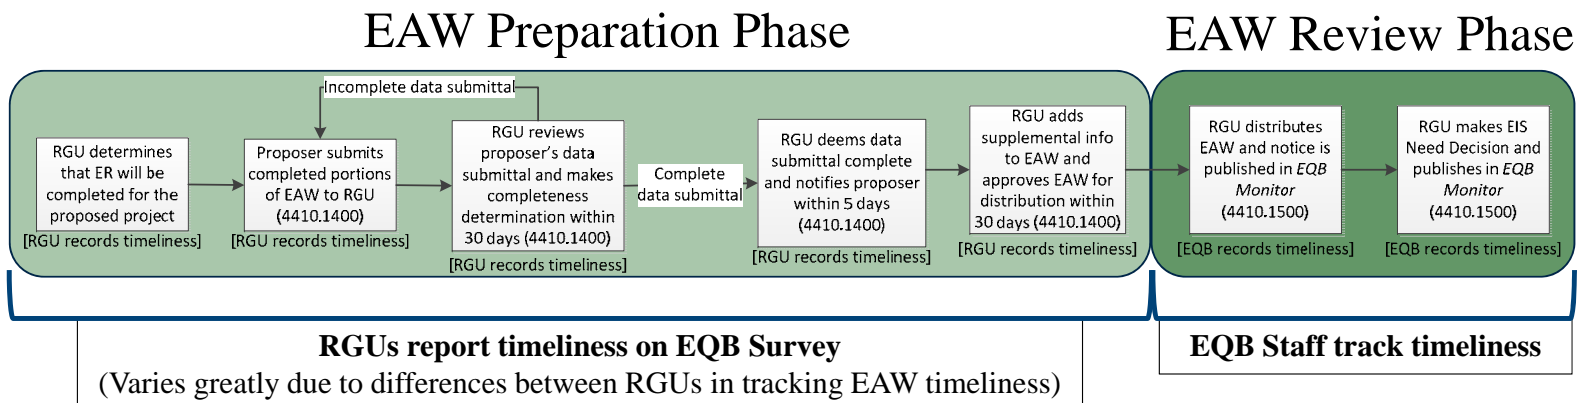 EAW Preparation Phase
EAW Review Phase
Incomplete data submittal
RGU determines
that ER will be
completed for the
proposed project
[RGU records timeliness]
Proposer submits
completed portions
of EAW to RGU
(4410.1400)
[RGU records timeliness]
RGU reviews
proposer's data
submittal and makes
completeness
determination within
30 days (4410.1400)
[RGU records timeliness]
Complete
data submittal
RGU deems data
submittal complete
and notifies proposer
within 5 days
(4410.1400)
[RGU records timeliness]
RGU adds
supplemental info
to EAW and
approves EAW for
distribution within
30 days (4410.1400)
[RGU records timeliness]
RGU distributes
EAW and notice is
published in EQB
Monitor
(4410.1500)
[EQB records timeliness]
RGU makes EIS
Need Decision and
publishes in EQB
Monitor
(4410.1500)
[EQB records timeliness]
RGUs report timeliness on EQB Survey
(Varies greatly due to differences between RGUs in tracking EAW timeliness)
EQB Staff track timeliness